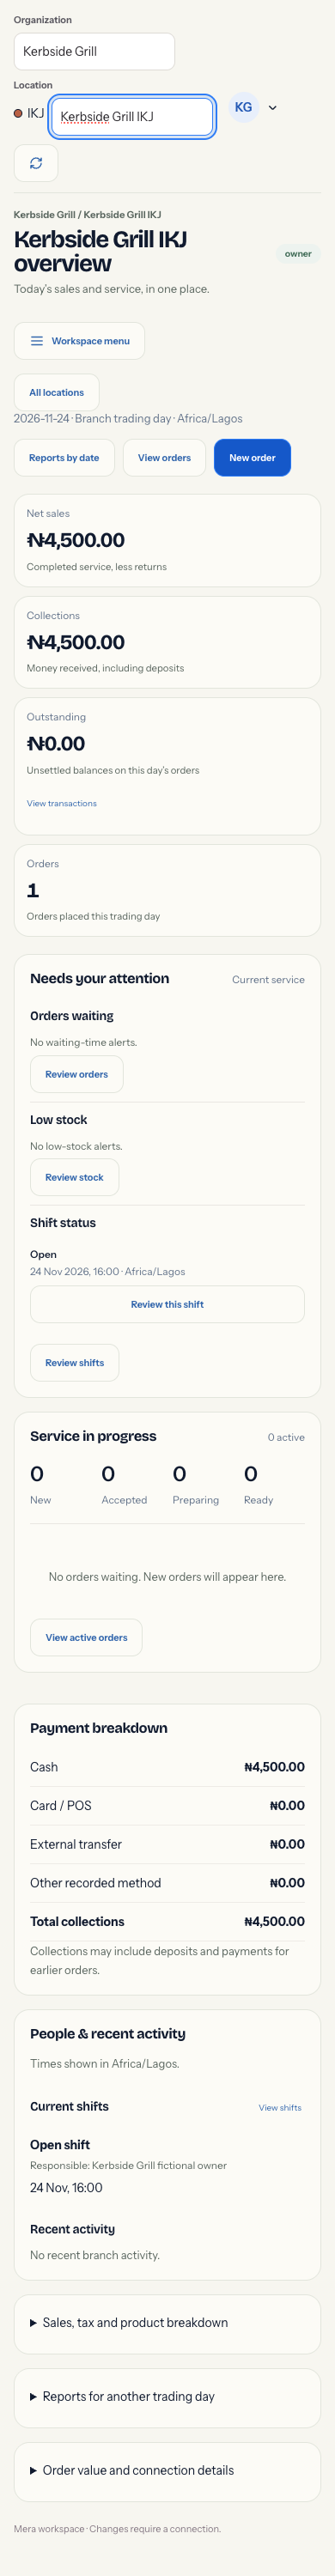 Organization
Kerbside Grill
Location
IKJ
Kerbside Grill IKJ
KG
Kerbside Grill / Kerbside Grill IKJ
Kerbside Grill IKJ
overview
owner
Today's sales and service, in one place.
Workspace menu
All locations
2026-11-24 · Branch trading day · Africa/Lagos
Reports by date
View orders
New order
Net sales
₦4,500.00
Completed service, less returns
Collections
₦4,500.00
Money received, including deposits
Outstanding
₦0.00
Unsettled balances on this day's orders
View transactions
Orders
1
Orders placed this trading day
Needs your attention
Current service
Orders waiting
No waiting-time alerts.
Review orders
Low stock
No low-stock alerts.
Review stock
Shift status
Open
24 Nov 2026, 16:00 · Africa/Lagos
Review this shift
Review shifts
Service in progress
0 active
0 0 0 0
New Accepted Preparing Ready
No orders waiting. New orders will appear here.
View active orders
Payment breakdown
Cash ₦4,500.00
Card / POS ₦0.00
External transfer ₦0.00
Other recorded method ₦0.00
Total collections ₦4,500.00
Collections may include deposits and payments for
earlier orders.
People & recent activity
Times shown in Africa/Lagos.
Current shifts
View shifts
Open shift
Responsible: Kerbside Grill fictional owner
24 Nov, 16:00
Recent activity
No recent branch activity.
Sales, tax and product breakdown
Reports for another trading day
Order value and connection details
Mera workspace · Changes require a connection.